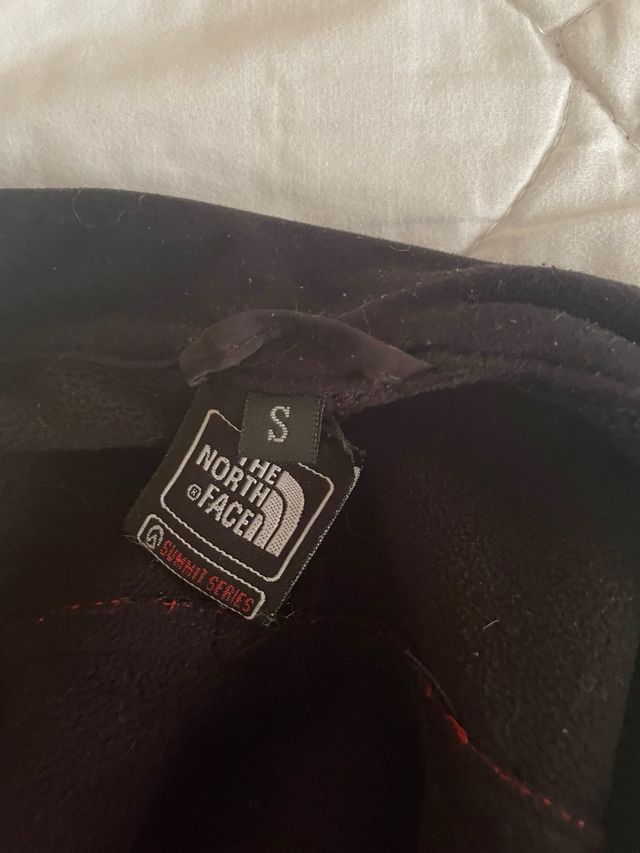 S
THE
NORTH
® FACE
SUMMIT SERIES